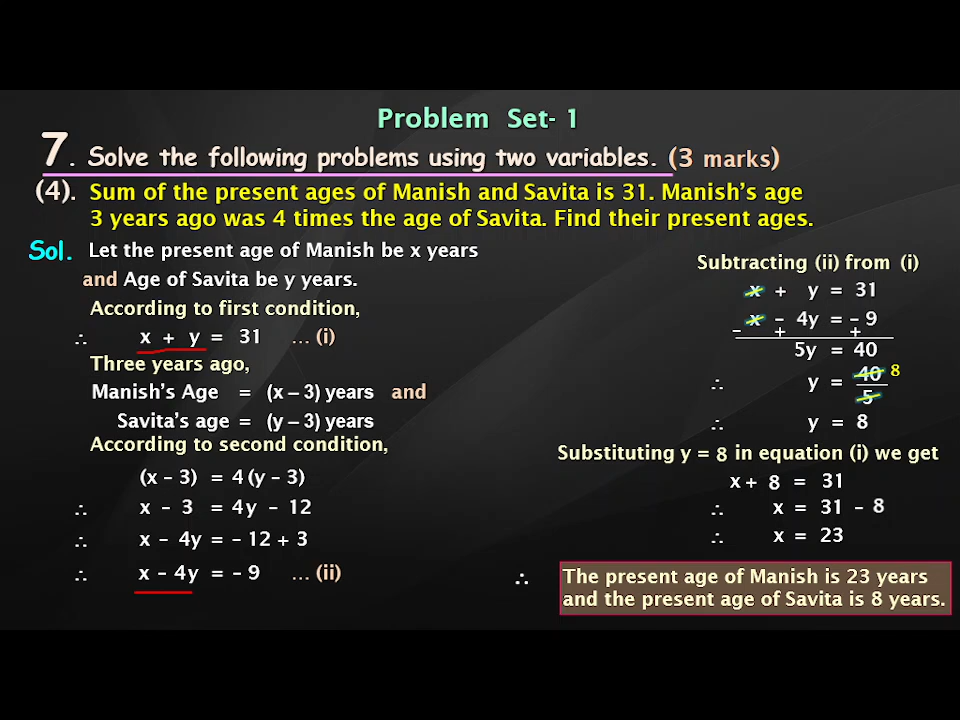 Problem Set- 1
7. Solve the following problems using two variables. (3 marks)
(4). Sum of the present ages of Manish and Savita is 31. Manish's age
3 years ago was 4 times the age of Savita. Find their present ages.
Sol. Let the present age of Manish be x years
and Age of Savita be y years.
According to first condition,
∴ x + y = 31 ... (i)
Three years ago,
Manish's Age = (x – 3) years and
Savita's age = (y – 3) years
According to second condition,
(x – 3) = 4 (y – 3)
∴ x – 3 = 4y – 12
∴ x – 4y = – 12 + 3
∴ x – 4y = – 9 ... (ii)
Subtracting (ii) from (i)
x + y = 31
x – 4y = – 9
– + +
5y = 40
∴ y = 40 8
5
∴ y = 8
Substituting y = 8 in equation (i) we get
x + 8 = 31
∴ x = 31 – 8
∴ x = 23
∴ The present age of Manish is 23 years
and the present age of Savita is 8 years.